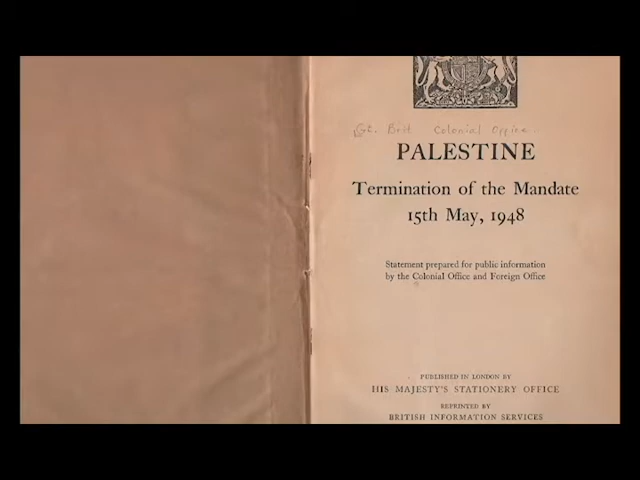 Gt. Brit Colonial Office.
PALESTINE
Termination of the Mandate
15th May, 1948
Statement prepared for public information
by the Colonial Office and Foreign Office
PUBLISHED IN LONDON BY
HIS MAJESTY'S STATIONERY OFFICE
REPRINTED BY
BRITISH INFORMATION SERVICES